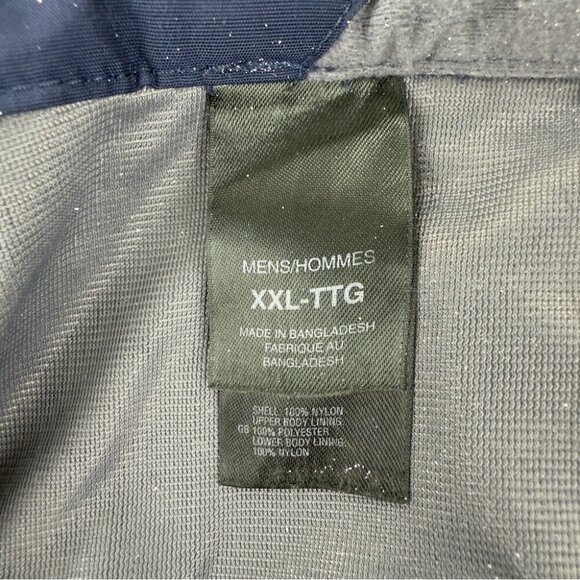 MENS/HOMMES
XXL-TTG
MADE IN BANGLADESH
FABRIQUE AU
BANGLADESH
SHELL 100% NYLON
UPPER BODY LINING
GB 100% POLYESTER
LOWER BODY LINING
100% NYLON